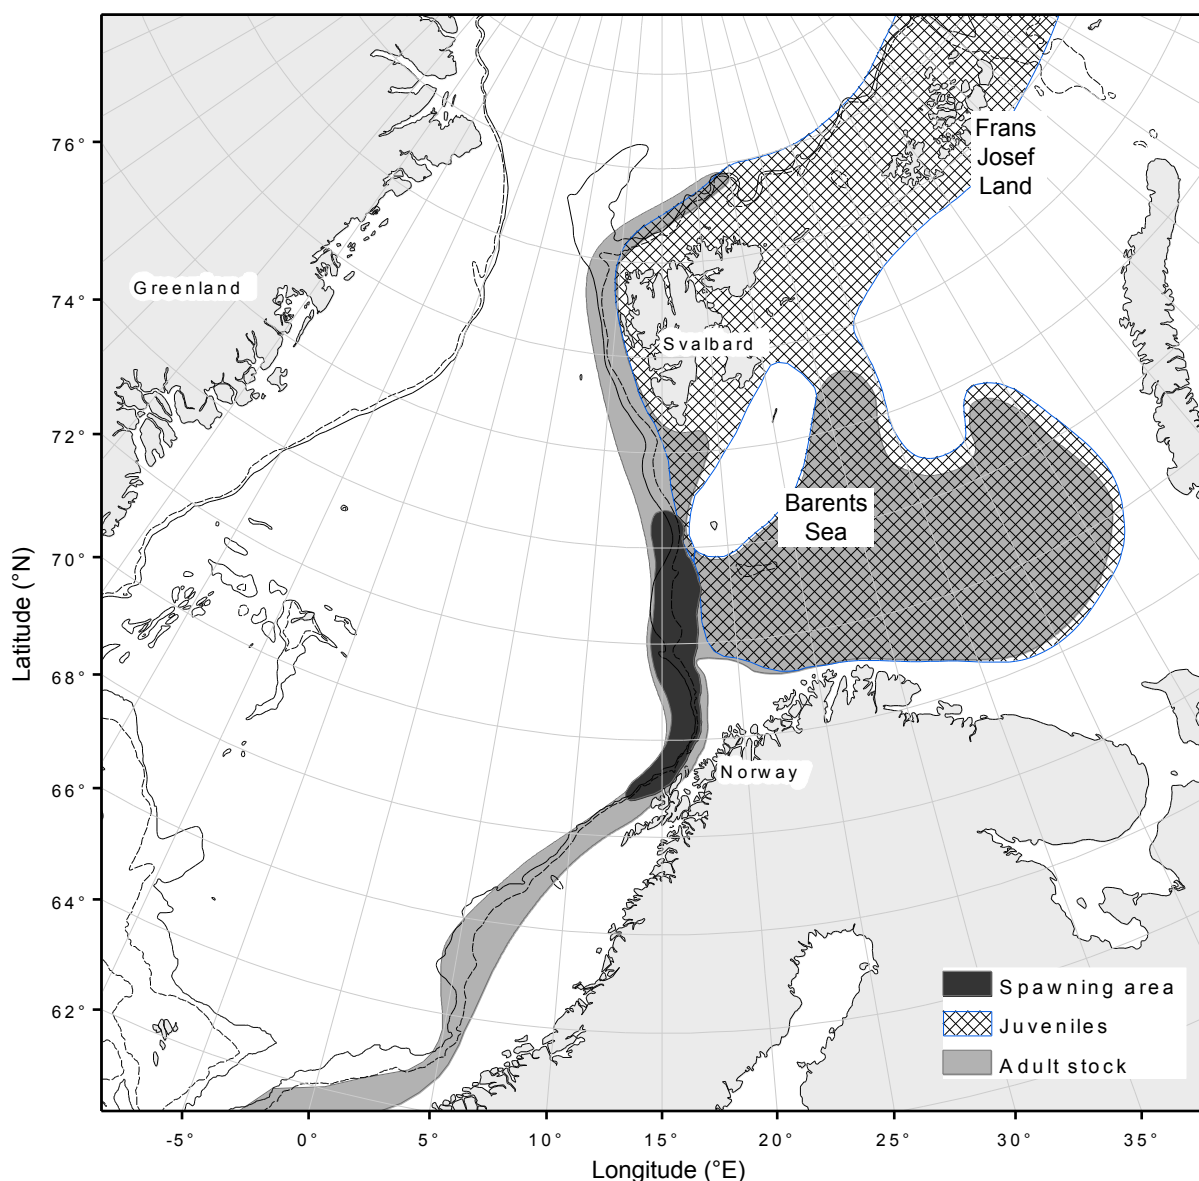 76°
74°
72°
70°
68°
66°
64°
62°
Latitude (°N)
Greenland
Svalbard
Frans
Josef
Land
Barents
Sea
Norway
Spawning area
Juveniles
Adult stock
-5° 0° 5° 10° 15° 20° 25° 30° 35°
Longitude (°E)